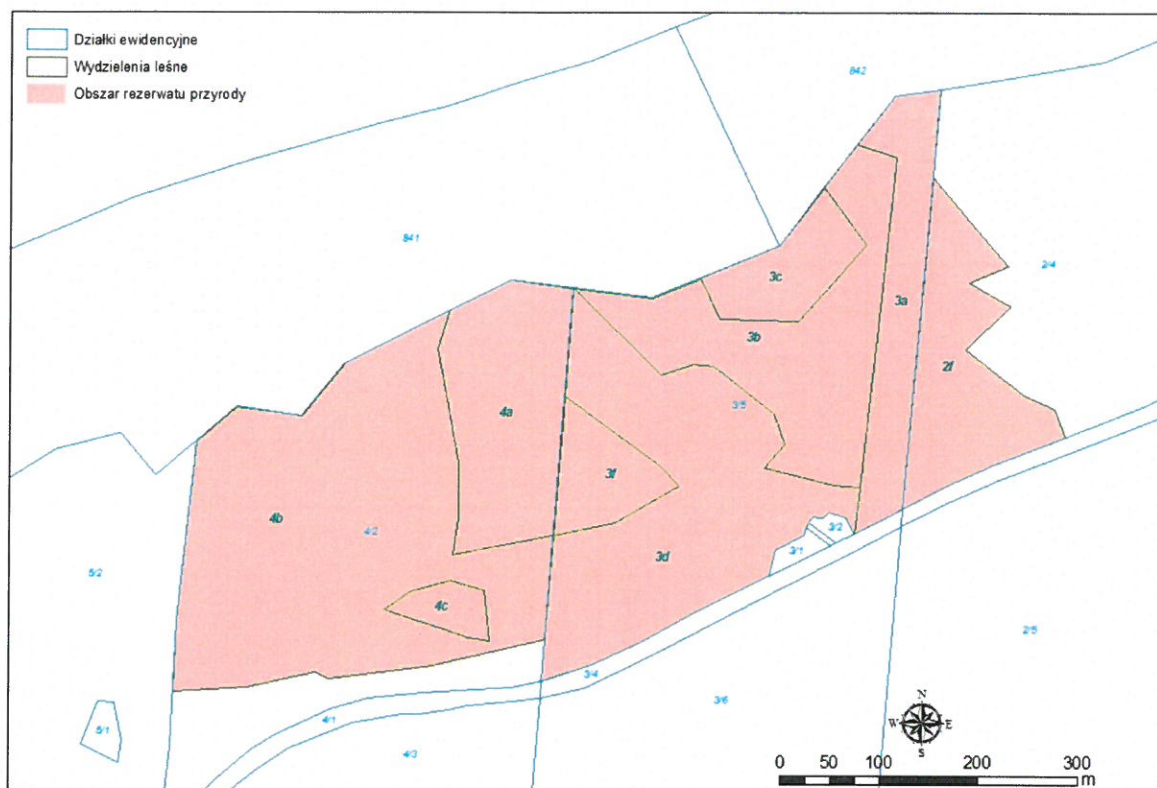 Działki ewidencyjne
Wydzielenia leśne
Obszar rezerwatu przyrody
842
841
2/4
3c
3a
3b
2f
3/5
4a
3f
4b
4/2
3/2
3/1
3d
5/2
4c
2/5
3/4
3/6
5/1
4/1
4/3
N
W E
S
0 100 200 300
m